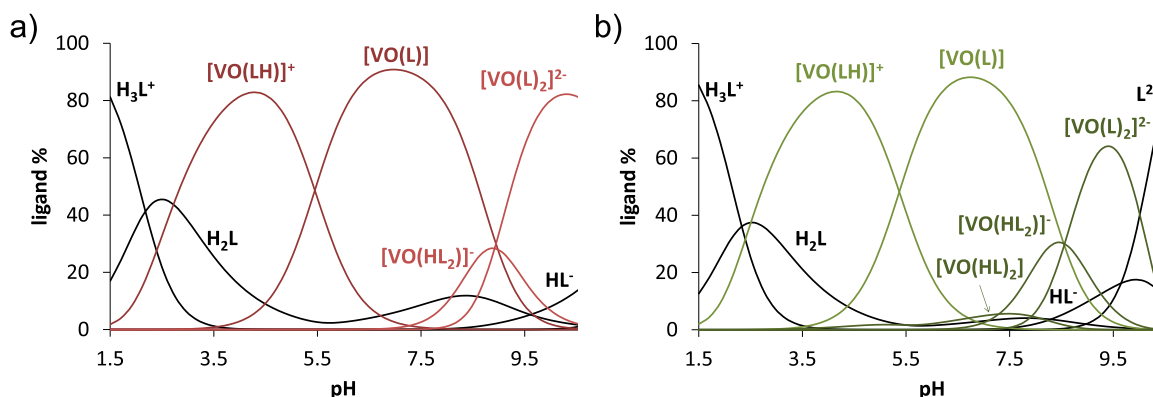 a)
100
80
60
40
20
0
ligand %
H₃L⁺
[VO(LH)]⁺
[VO(L)]
[VO(L)₂]²⁻
H₂L
[VO(HL₂)]⁻
HL⁻
1.5
3.5
5.5
7.5
9.5
pH
b)
100
80
60
40
20
0
ligand %
H₃L⁺
[VO(LH)]⁺
[VO(L)]
L²
[VO(L)₂]²⁻
H₂L
[VO(HL₂)]⁻
[VO(HL)₂]
HL⁻
1.5
3.5
5.5
7.5
9.5
pH